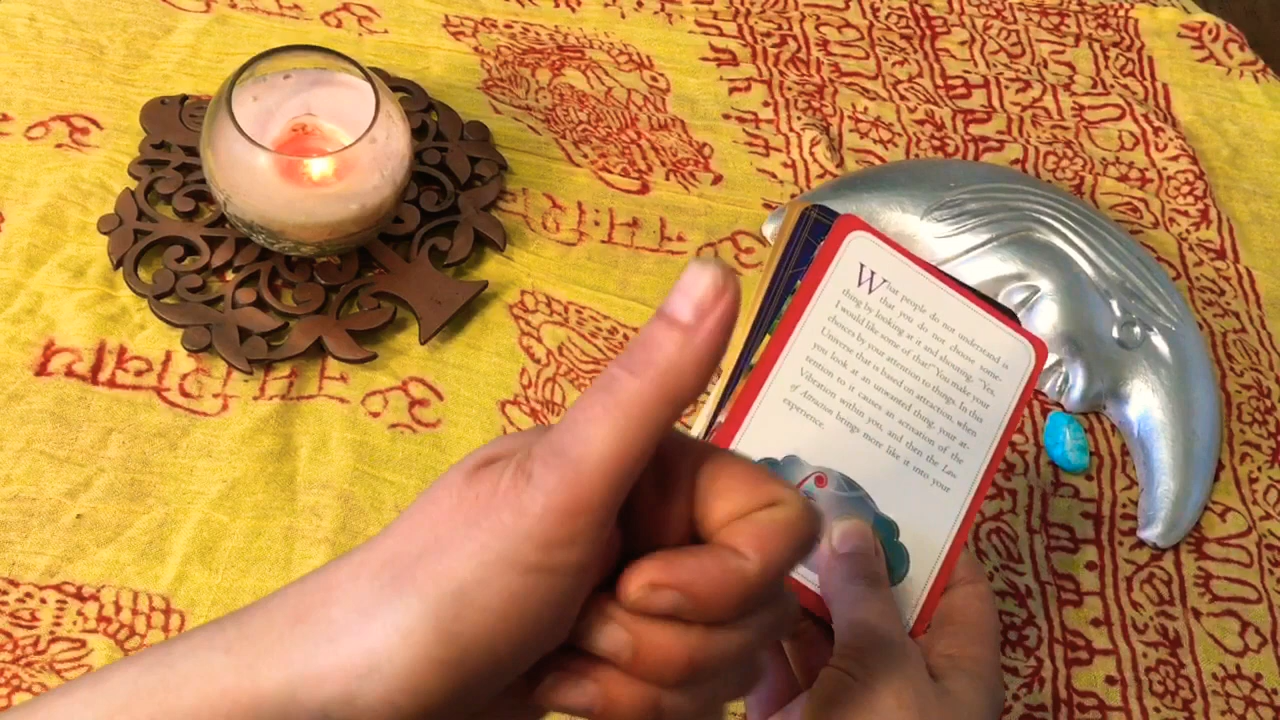 What people do not understand is
that you do not choose some-
thing by looking at it and shouting, "Yes,
I would like some of that!" You make your
choices by your attention to things. In this
Universe that is based on attraction, when
you look at an unwanted thing, your at-
tention to it causes an activation of the
Vibration within you, and then the Law
of Attraction brings more like it into your
experience.